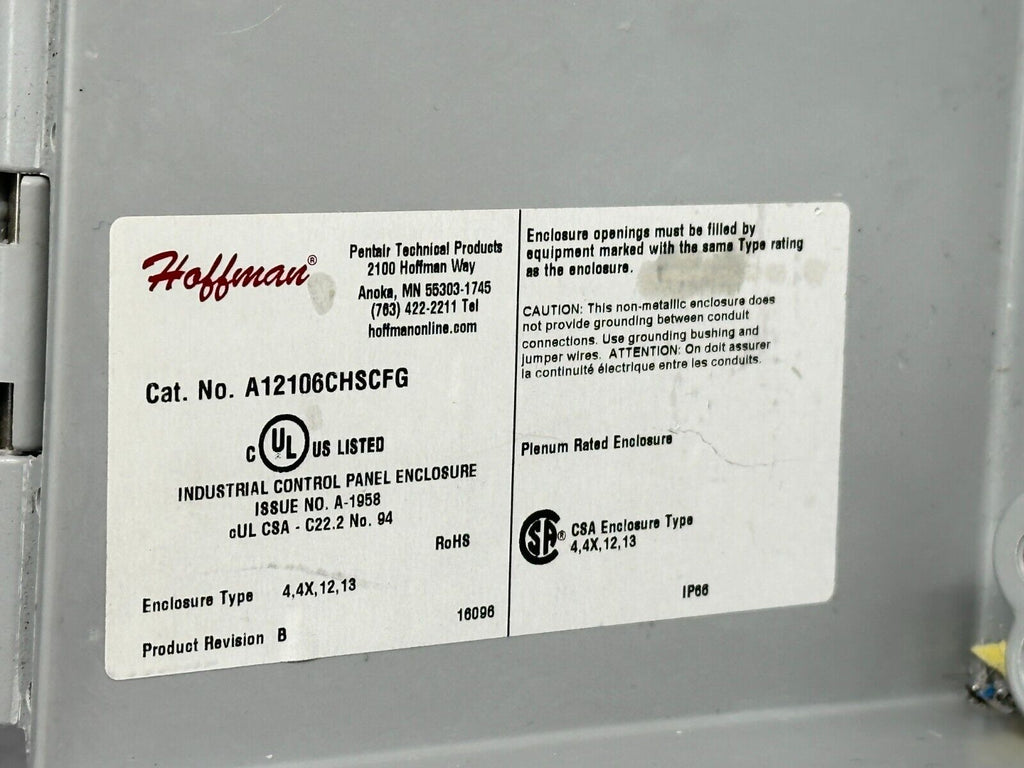 Hoffman®
Pentair Technical Products
2100 Hoffman Way
Anoka, MN 55303-1745
(763) 422-2211 Tel
hoffmanonline.com
Cat. No. A12106CHSCFG
C UL US LISTED
INDUSTRIAL CONTROL PANEL ENCLOSURE
ISSUE NO. A-1958
cUL CSA - C22.2 No. 94
RoHS
Enclosure Type 4,4X,12,13
16096
Product Revision B
Enclosure openings must be filled by
equipment marked with the same Type rating
as the enclosure.
CAUTION: This non-metallic enclosure does
not provide grounding between conduit
connections. Use grounding bushing and
jumper wires. ATTENTION: On doit assurer
la continuité électrique entre les conduits.
Plenum Rated Enclosure
SA® CSA Enclosure Type
4,4X,12,13
IP66